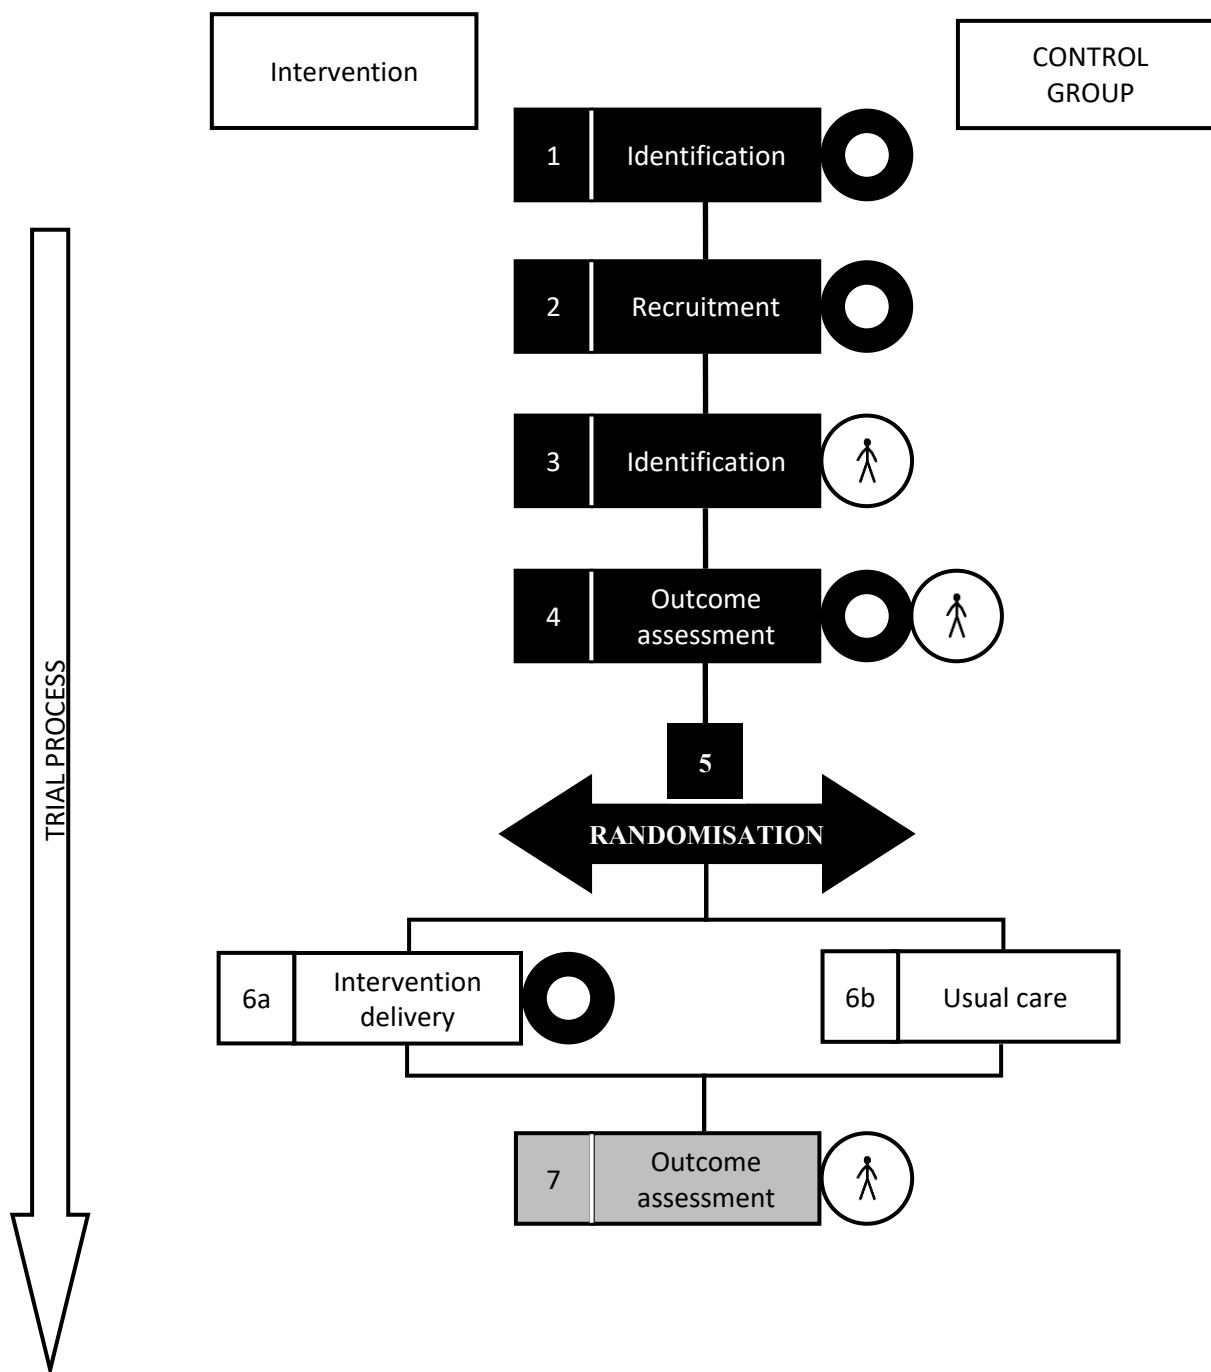 Intervention
CONTROL
GROUP
1 Identification
2 Recruitment
3 Identification
4 Outcome
assessment
5
RANDOMISATION
TRIAL PROCESS
6a Intervention
delivery
6b Usual care
7 Outcome
assessment